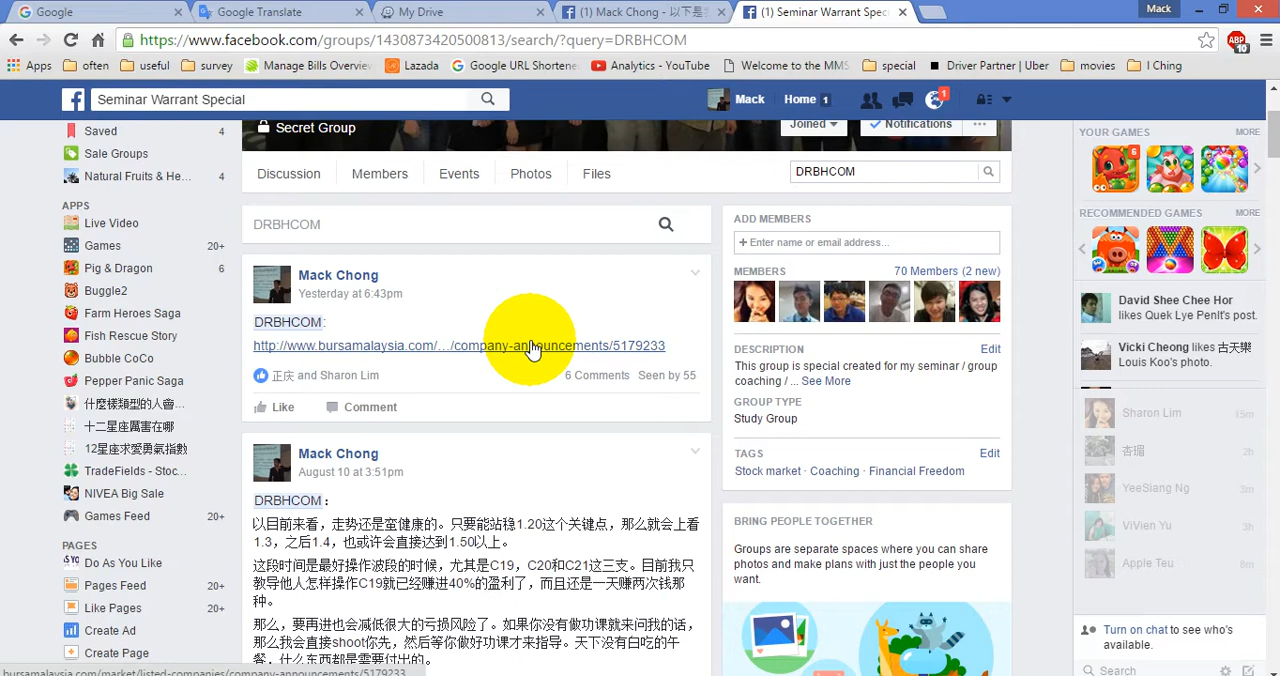 Google
Google Translate
My Drive
(1) Mack Chong - 以下是
(1) Seminar Warrant Spec
Mack
https://www.facebook.com/groups/1430873420500813/search/?query=DRBHCOM
ABP
10
Apps
often
useful
survey
Manage Bills Overvie
Lazada
Google URL Shortene
Analytics - YouTube
Welcome to the MMS
special
Driver Partner | Uber
movies
I Ching
Seminar Warrant Special
Mack
Home 1
1
Saved 4
Sale Groups
Natural Fruits & He... 4
APPS
Live Video
Games 20+
Pig & Dragon 6
Buggle2
Farm Heroes Saga
Fish Rescue Story
Bubble CoCo
Pepper Panic Saga
什麼樣類型的人會...
十二星座厲害在哪
12星座求愛勇氣指數
TradeFields - Stoc...
NIVEA Big Sale
Games Feed 20+
PAGES
Do As You Like
Pages Feed 20+
Like Pages 20+
Create Ad
Create Page
Secret Group
Joined
Notifications
Discussion
Members
Events
Photos
Files
DRBHCOM
DRBHCOM
Mack Chong
Yesterday at 6:43pm
DRBHCOM:
http://www.bursamalaysia.com/…/company-announcements/5179233
正庆 and Sharon Lim
6 Comments Seen by 55
Like
Comment
Mack Chong
August 10 at 3:51pm
DRBHCOM：
以目前来看，走势还是蛮健康的。只要能站稳1.20这个关键点，那么就会上看
1.3，之后1.4，也或许会直接达到1.50以上。
这段时间是最好操作波段的时候，尤其是C19，C20和C21这三支。目前我只
教导他人怎样操作C19就已经赚进40%的盈利了，而且还是一天赚两次钱那
种。
那么，要再进也会减低很大的亏损风险了。如果你没有做功课就来问我的话，
那么我会直接shoot你先，然后等你做好功课才来指导。天下没有白吃的午
餐，什么东西都是需要付出的。
ADD MEMBERS
+ Enter name or email address...
MEMBERS
70 Members (2 new)
DESCRIPTION
Edit
This group is special created for my seminar / group
coaching / ... See More
GROUP TYPE
Study Group
TAGS
Edit
Stock market · Coaching · Financial Freedom
BRING PEOPLE TOGETHER
Groups are separate spaces where you can share
photos and make plans with just the people you
want.
YOUR GAMES
MORE
6
RECOMMENDED GAMES
MORE
David Shee Chee Hor
likes Quek Lye PenIt's post.
Vicki Cheong likes 古天樂
Louis Koo's photo.
Sharon Lim 15m
杏瑂 2h
YeeSiang Ng 3m
ViVien Yu 3h
Apple Teu 8m
Turn on chat to see who's
available.
Search
bursamalaysia.com/market/listed-companies/company-announcements/5179233